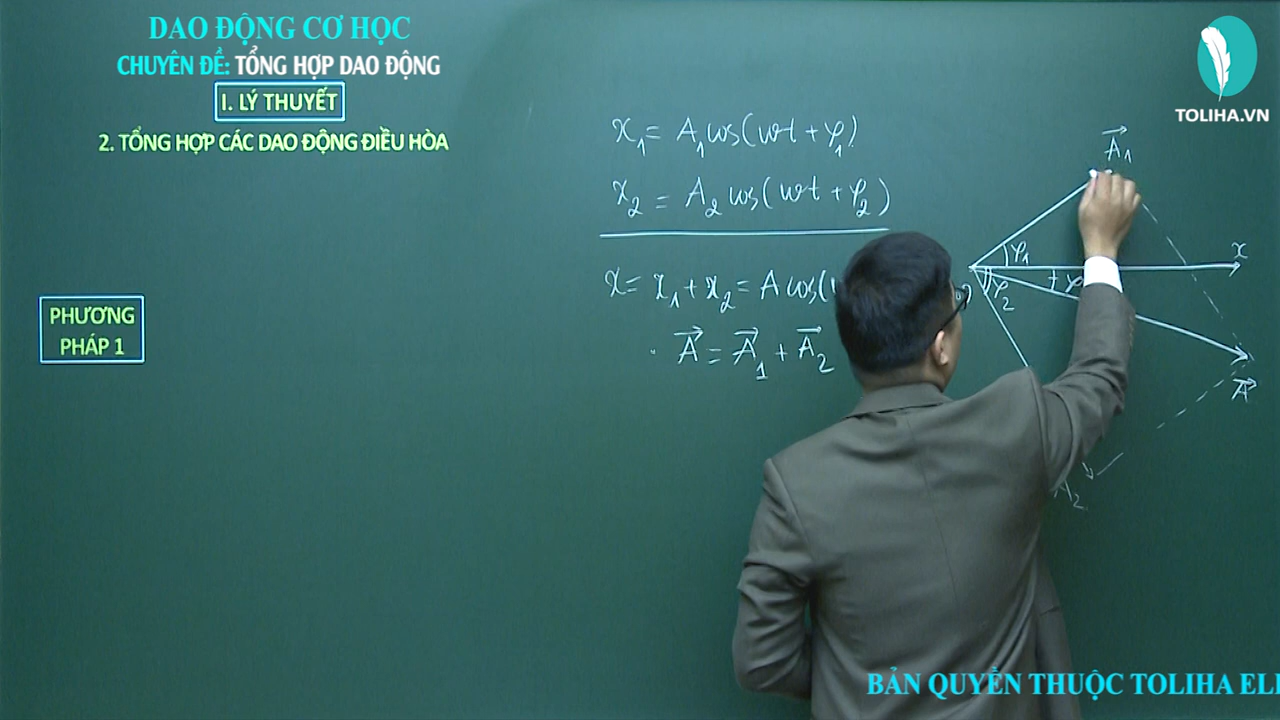 DAO ĐỘNG CƠ HỌC
CHUYÊN ĐỀ: TỔNG HỢP DAO ĐỘNG
I. LÝ THUYẾT
2. TỔNG HỢP CÁC DAO ĐỘNG ĐIỀU HÒA
TOLIHA.VN
x₁ = A₁ cos(ωt + φ₁)
x₂ = A₂ cos(ωt + φ₂)
x = x₁ + x₂ = A cos(
A⃗ = A⃗₁ + A⃗₂
PHƯƠNG
PHÁP 1
A⃗₁
φ₁
x
φ₂
+ φ
A⃗
A₂
BẢN QUYỀN THUỘC TOLIHA